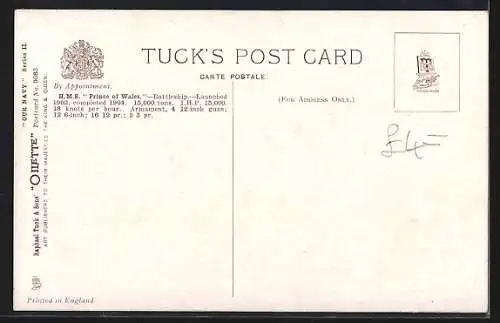 TUCK'S POST CARD
CARTE POSTALE
(FOR ADDRESS ONLY.)
By Appointment.
H.M.S. "Prince of Wales."—Battleship.—Launched
1902, completed 1904. 15,000 tons. I.H.P. 15,000.
18 knots per hour. Armament, 4 12-inch guns;
12 6-inch; 16 12 pr.; 2 3 pr.
£4=
"OUR NAVY" Series II.
Raphael Tuck & Sons' "OILETTE" Postcard No. 9083
ART PUBLISHERS TO THEIR MAJESTIES THE KING & QUEEN.
Printed in England.